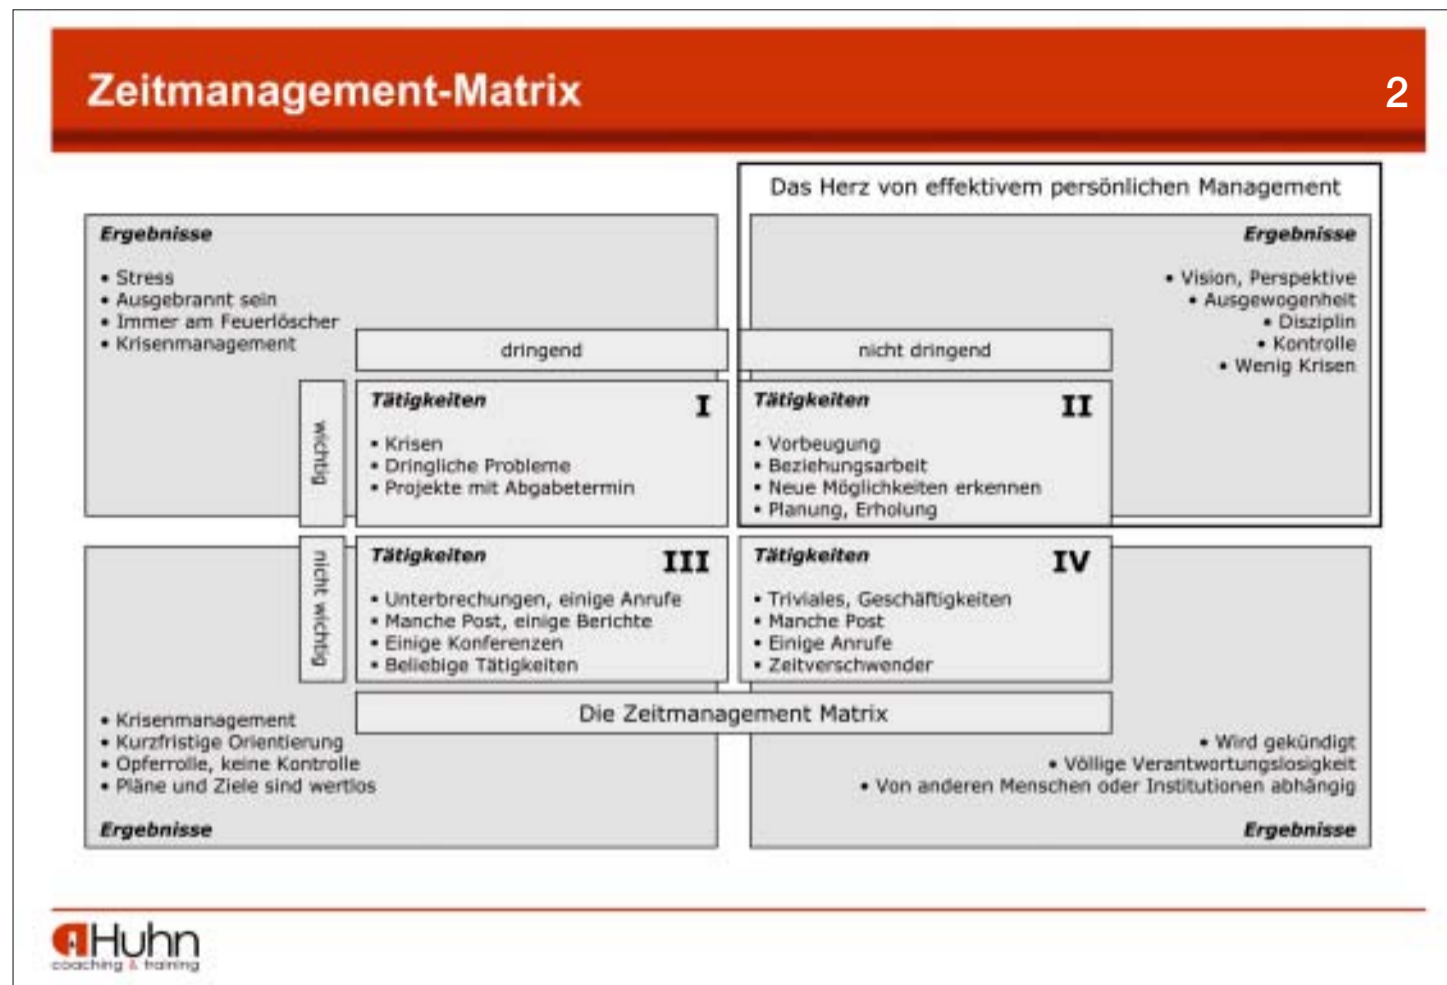 Zeitmanagement-Matrix
2
Das Herz von effektivem persönlichen Management
Ergebnisse
• Stress
• Ausgebrannt sein
• Immer am Feuerlöscher
• Krisenmanagement
Ergebnisse
• Vision, Perspektive
• Ausgewogenheit
• Disziplin
• Kontrolle
• Wenig Krisen
dringend
nicht dringend
wichtig
Tätigkeiten I
• Krisen
• Dringliche Probleme
• Projekte mit Abgabetermin
Tätigkeiten II
• Vorbeugung
• Beziehungsarbeit
• Neue Möglichkeiten erkennen
• Planung, Erholung
nicht wichtig
Tätigkeiten III
• Unterbrechungen, einige Anrufe
• Manche Post, einige Berichte
• Einige Konferenzen
• Beliebige Tätigkeiten
Tätigkeiten IV
• Triviales, Geschäftigkeiten
• Manche Post
• Einige Anrufe
• Zeitverschwender
Die Zeitmanagement Matrix
• Krisenmanagement
• Kurzfristige Orientierung
• Opferrolle, keine Kontrolle
• Pläne und Ziele sind wertlos
Ergebnisse
• Wird gekündigt
• Völlige Verantwortungslosigkeit
• Von anderen Menschen oder Institutionen abhängig
Ergebnisse
Huhn
coaching & training